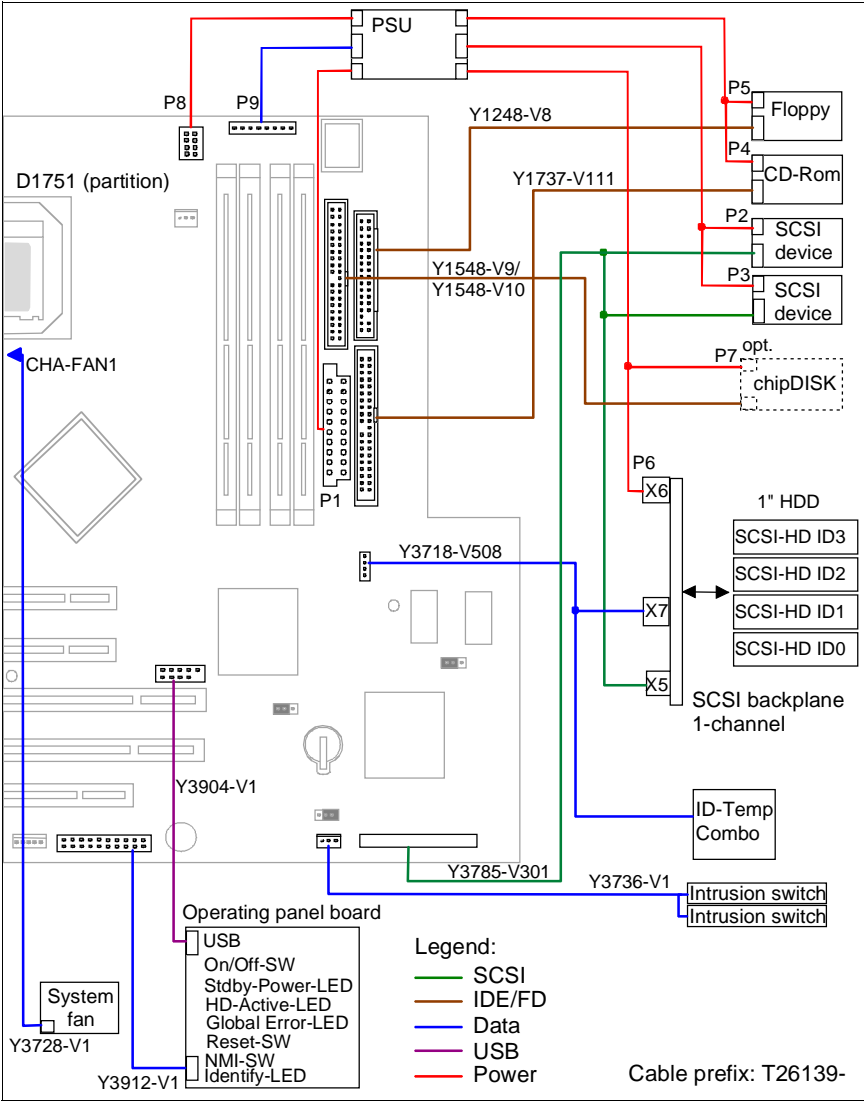 PSU
P8
P9
P5
Y1248-V8
Floppy
P4
D1751 (partition)
Y1737-V111
CD-Rom
P2
SCSI
device
Y1548-V9/
Y1548-V10
P3
SCSI
device
CHA-FAN1
P7
opt.
chipDISK
P1
P6
X6
1" HDD
SCSI-HD ID3
Y3718-V508
SCSI-HD ID2
X7
SCSI-HD ID1
SCSI-HD ID0
X5
SCSI backplane
1-channel
Y3904-V1
ID-Temp
Combo
Y3785-V301
Y3736-V1
Intrusion switch
Intrusion switch
Operating panel board
USB
On/Off-SW
Stdby-Power-LED
HD-Active-LED
Global Error-LED
Reset-SW
NMI-SW
Identify-LED
System
fan
Y3728-V1
Y3912-V1
Legend:
SCSI
IDE/FD
Data
USB
Power
Cable prefix: T26139-